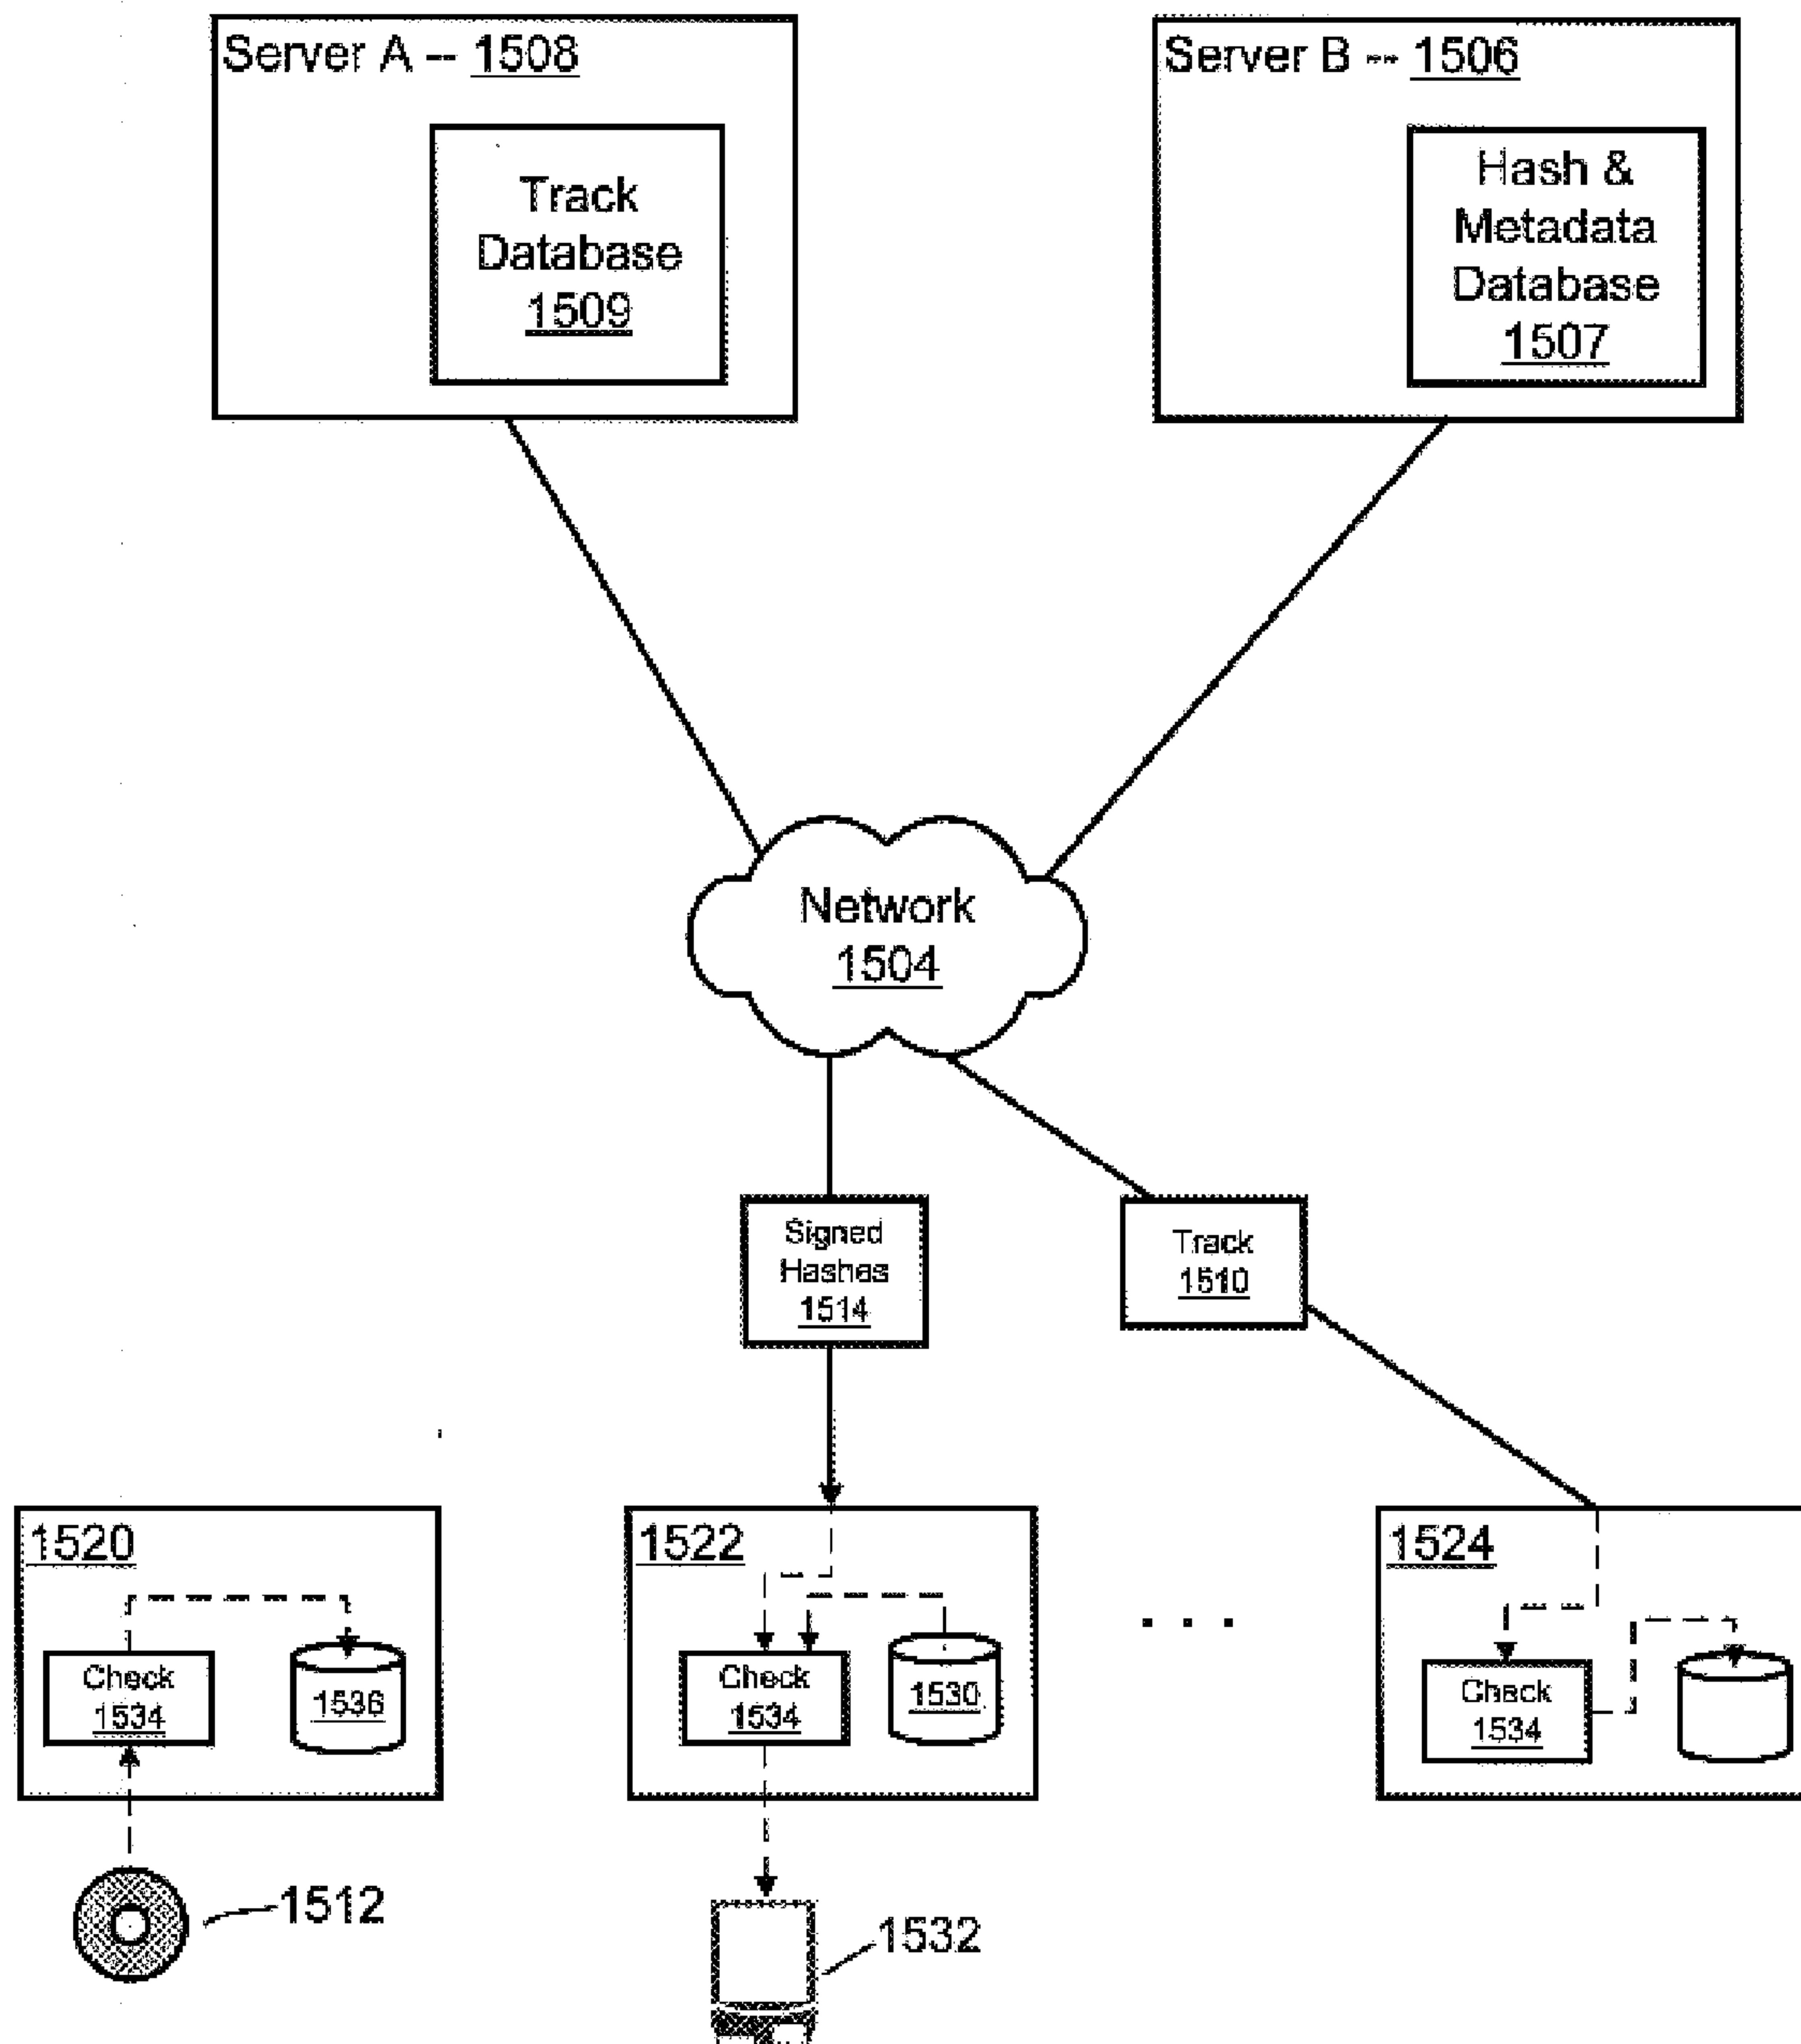 Server A -- 1508
Track
Database
1509
Server B -- 1506
Hash &
Metadata
Database
1507
Network
1504
Signed
Hashes
1514
Track
1510
1520
Check
1534
1536
1522
Check
1534
1530
. . .
1524
Check
1534
1512
1532